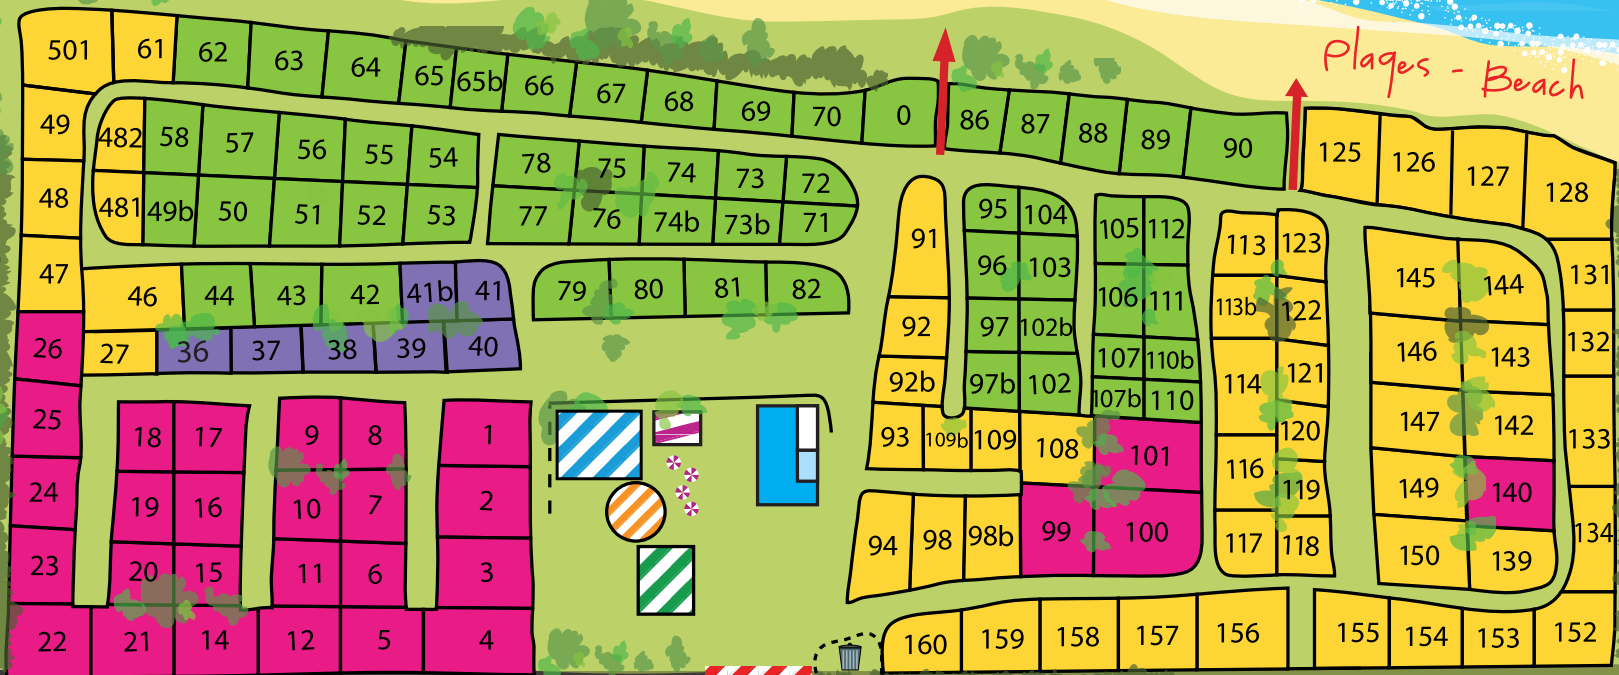 Plages - Beach
501 61 62 63 64 65 65b 66 67 68 69 70 0 86 87 88 89 90 125 126 127 128
49 482 58 57 56 55 54 78 75 74 73 72
48 481 49b 50 51 52 53 77 76 74b 73b 71
47 46 44 43 42 41b 41 79 80 81 82
26 27 36 37 38 39 40
91 95 104 105 112 113 123 145 144 131
96 103 106 111 113b 122
92 97 102b 107 110b 146 143 132
92b 97b 102 107b 110 114 121
25 18 17 9 8 1 93 109b 109 108 101 120 147 142 133
24 19 16 10 7 2 116 119 149 140
94 98 98b 99 100 117 118 150 139 134
23 20 15 11 6 3
22 21 14 12 5 4 160 159 158 157 156 155 154 153 152